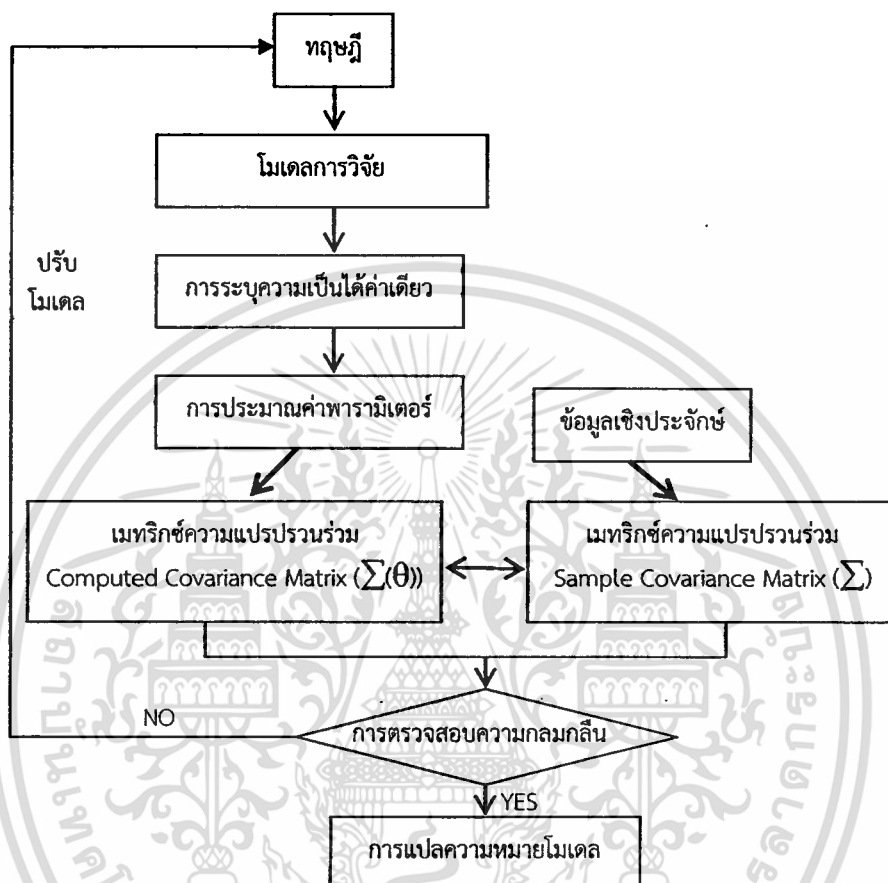 ทฤษฎี
โมเดลการวิจัย
ปรับ
โมเดล
การระบุความเป็นได้ค่าเดียว
การประมาณค่าพารามิเตอร์
ข้อมูลเชิงประจักษ์
เมทริกซ์ความแปรปรวนร่วม
Computed Covariance Matrix (∑(θ))
เมทริกซ์ความแปรปรวนร่วม
Sample Covariance Matrix (∑)
NO
การตรวจสอบความกลมกลืน
YES
การแปลความหมายโมเดล